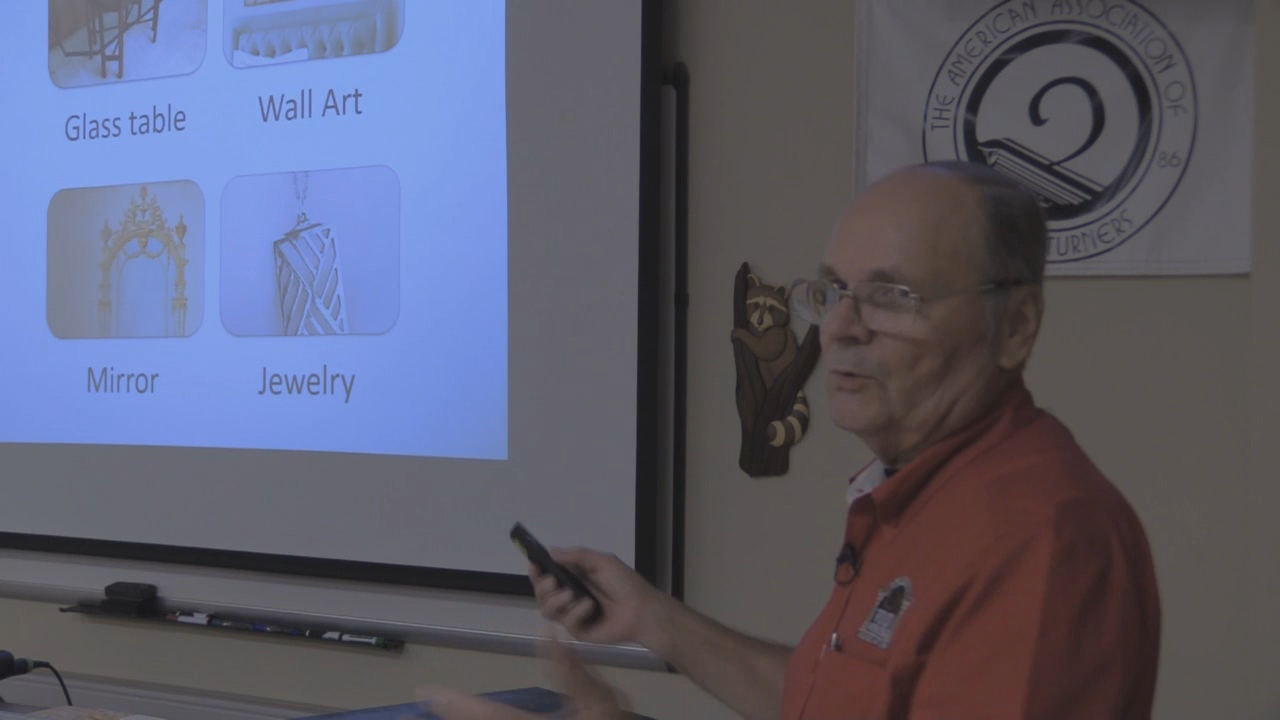 Glass table
Wall Art
Mirror
Jewelry
THE AMERICAN ASSOCIATION OF
86
TURNERS